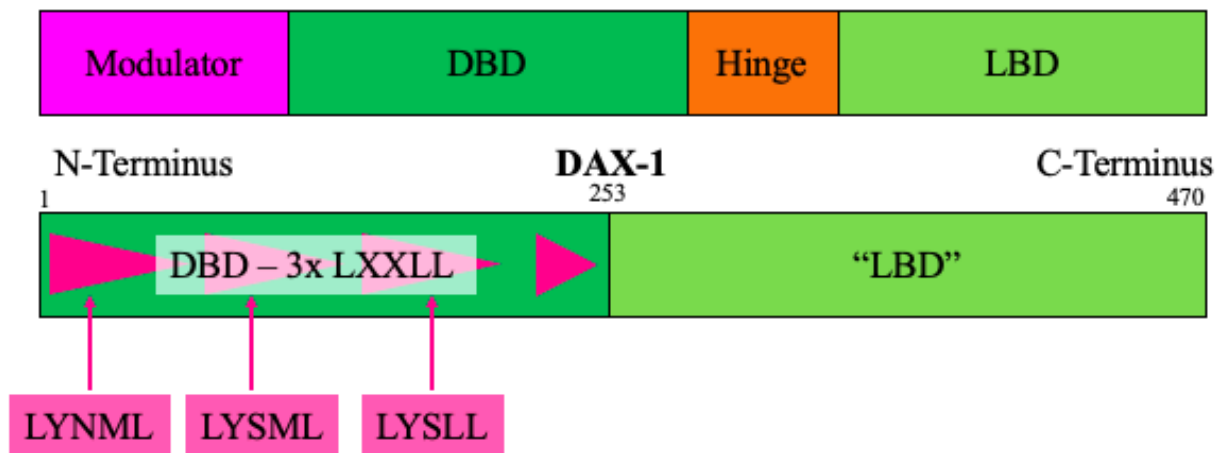 Modulator DBD Hinge LBD
N-Terminus DAX-1 C-Terminus
1 253 470
DBD – 3x LXXLL “LBD”
LYNML LYSML LYSLL